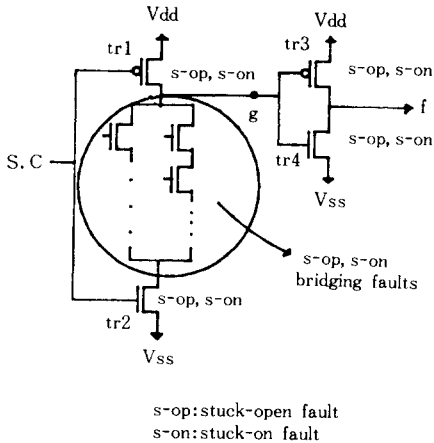 Vdd
Vdd
tr1
tr3
s-op, s-on
s-op, s-on
g
f
s-op, s-on
S.C
tr4
Vss
s-op, s-on
bridging faults
s-op, s-on
tr2
Vss
s-op:stuck-open fault
s-on:stuck-on fault